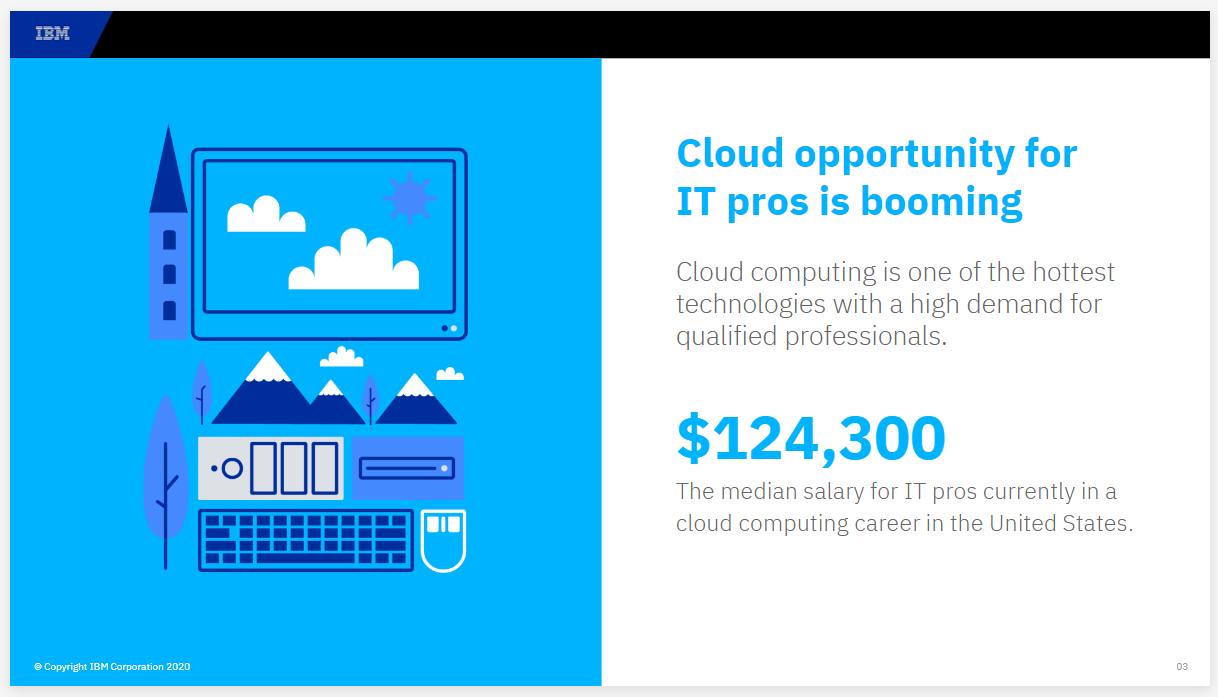 IBM
Cloud opportunity for
IT pros is booming
Cloud computing is one of the hottest
technologies with a high demand for
qualified professionals.
$124,300
The median salary for IT pros currently in a
cloud computing career in the United States.
© Copyright IBM Corporation 2020
03